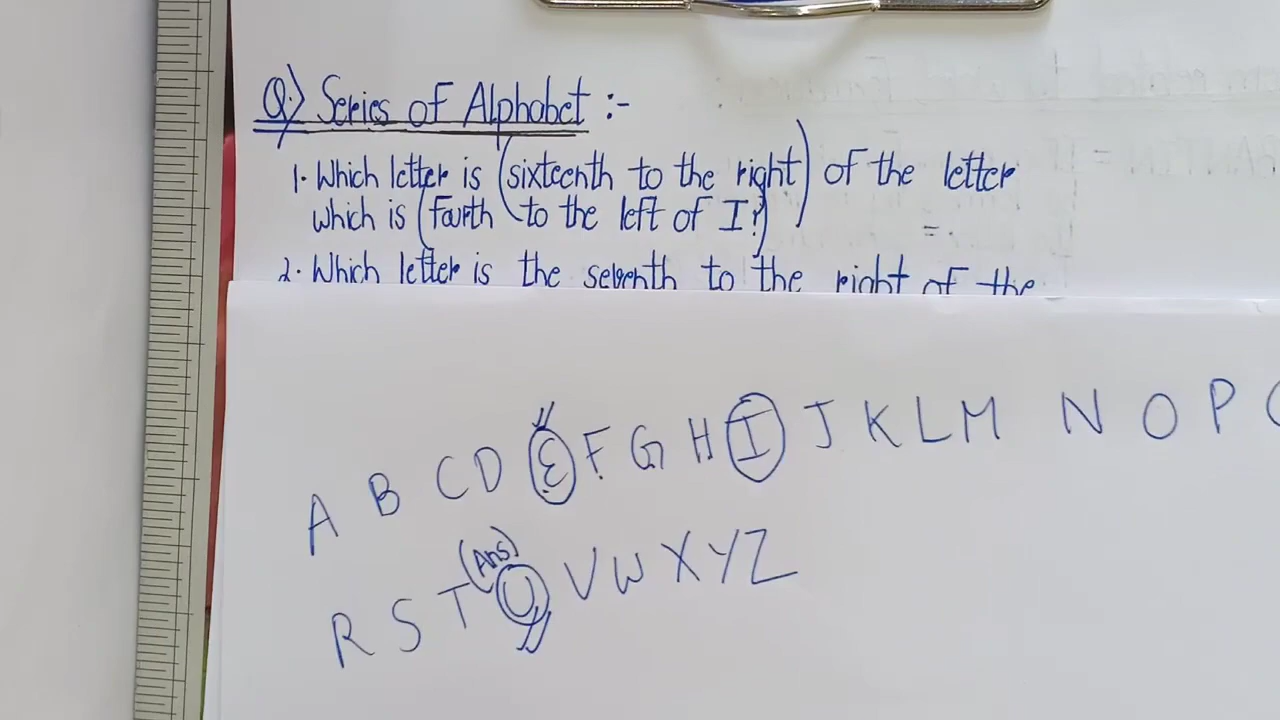 Q.) Series of Alphabet :-
1. Which letter is (sixteenth to the right) of the letter
which is (fourth to the left of I?)
2. Which letter is the seventh to the right of the
A B C D E F G H I J K L M N O P
(Ans)
R S T U V W X Y Z